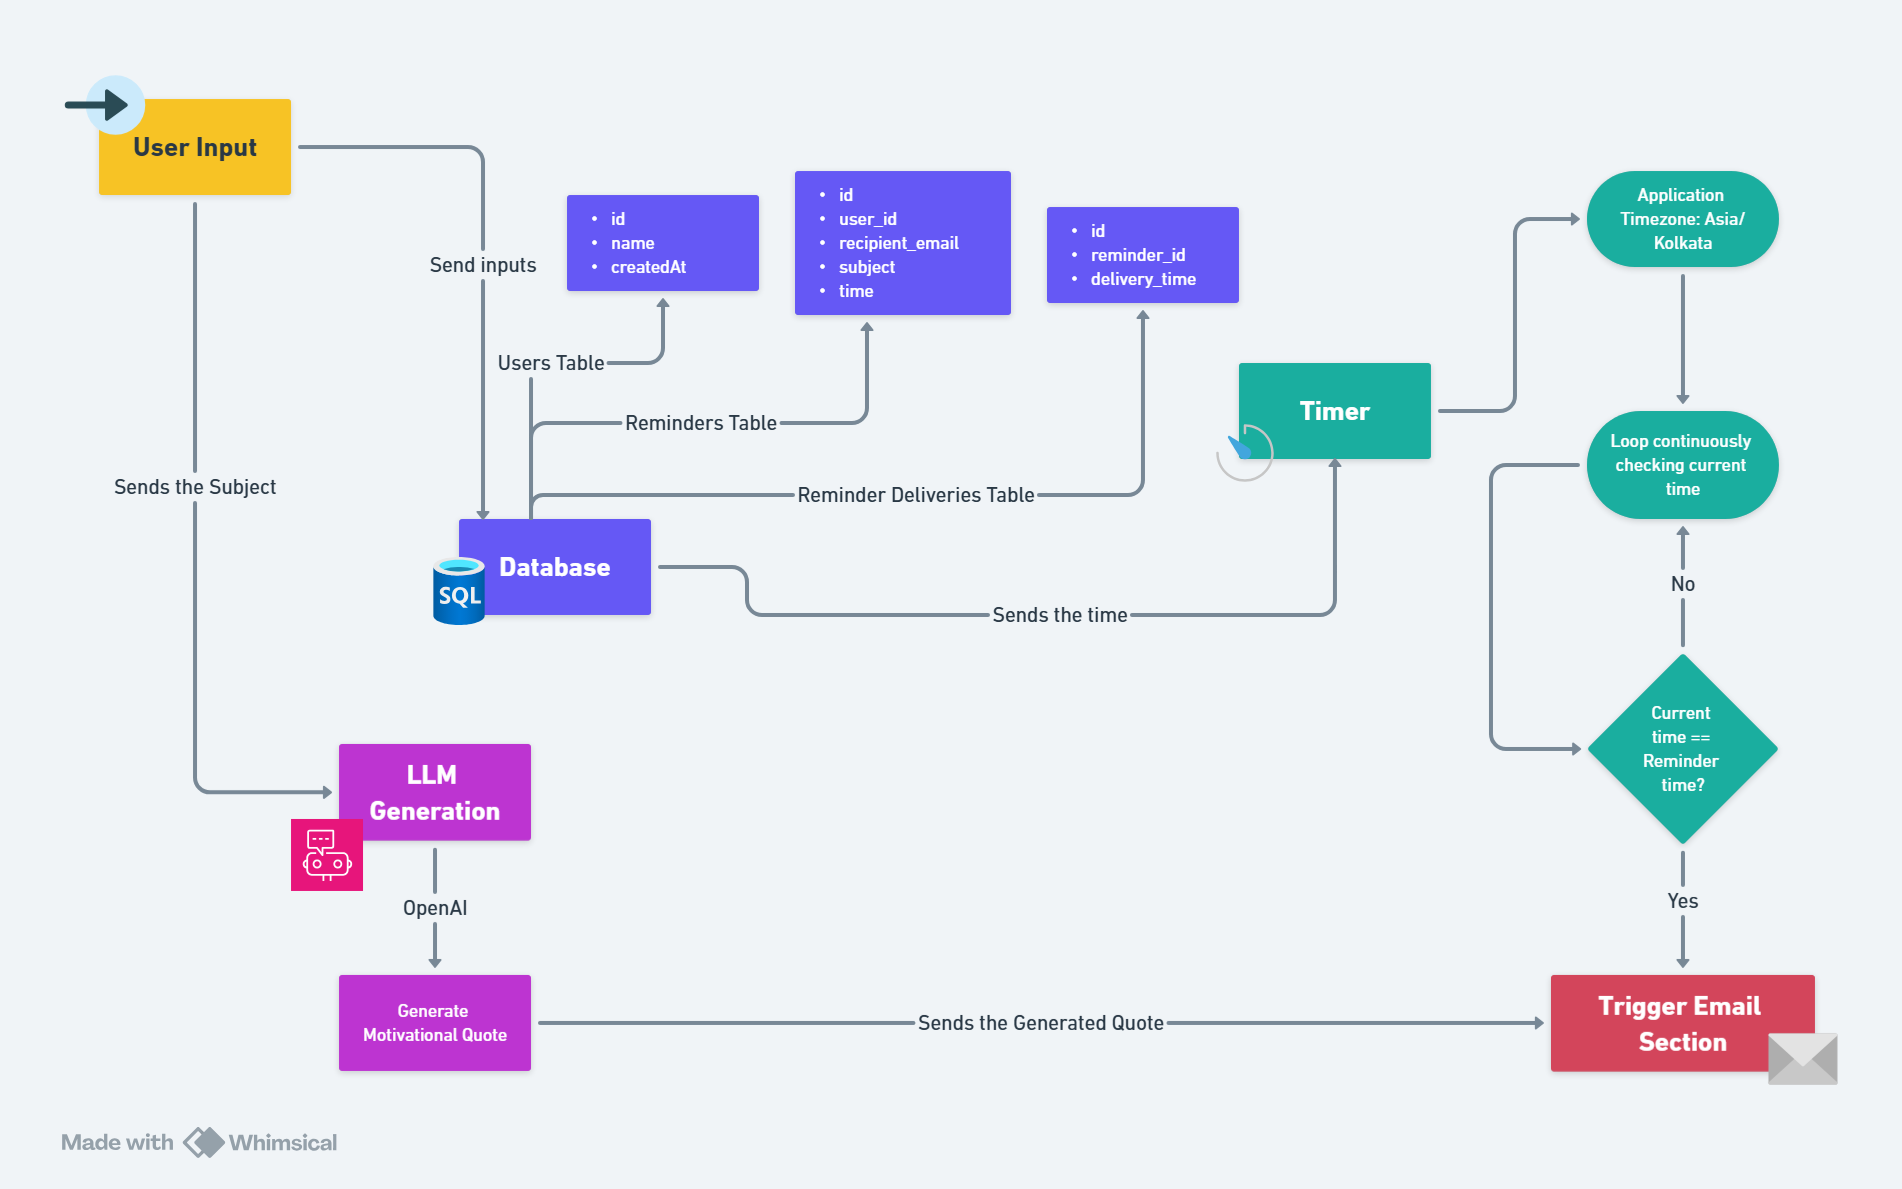 User Input
Send inputs
• id
• name
• createdAt
• id
• user_id
• recipient_email
• subject
• time
• id
• reminder_id
• delivery_time
Application
Timezone: Asia/
Kolkata
Users Table
Reminders Table
Reminder Deliveries Table
Timer
Loop continuously
checking current
time
Sends the Subject
SQL
Database
Sends the time
No
Current
time ==
Reminder
time?
LLM
Generation
OpenAI
Yes
Generate
Motivational Quote
Sends the Generated Quote
Trigger Email
Section
Made with Whimsical